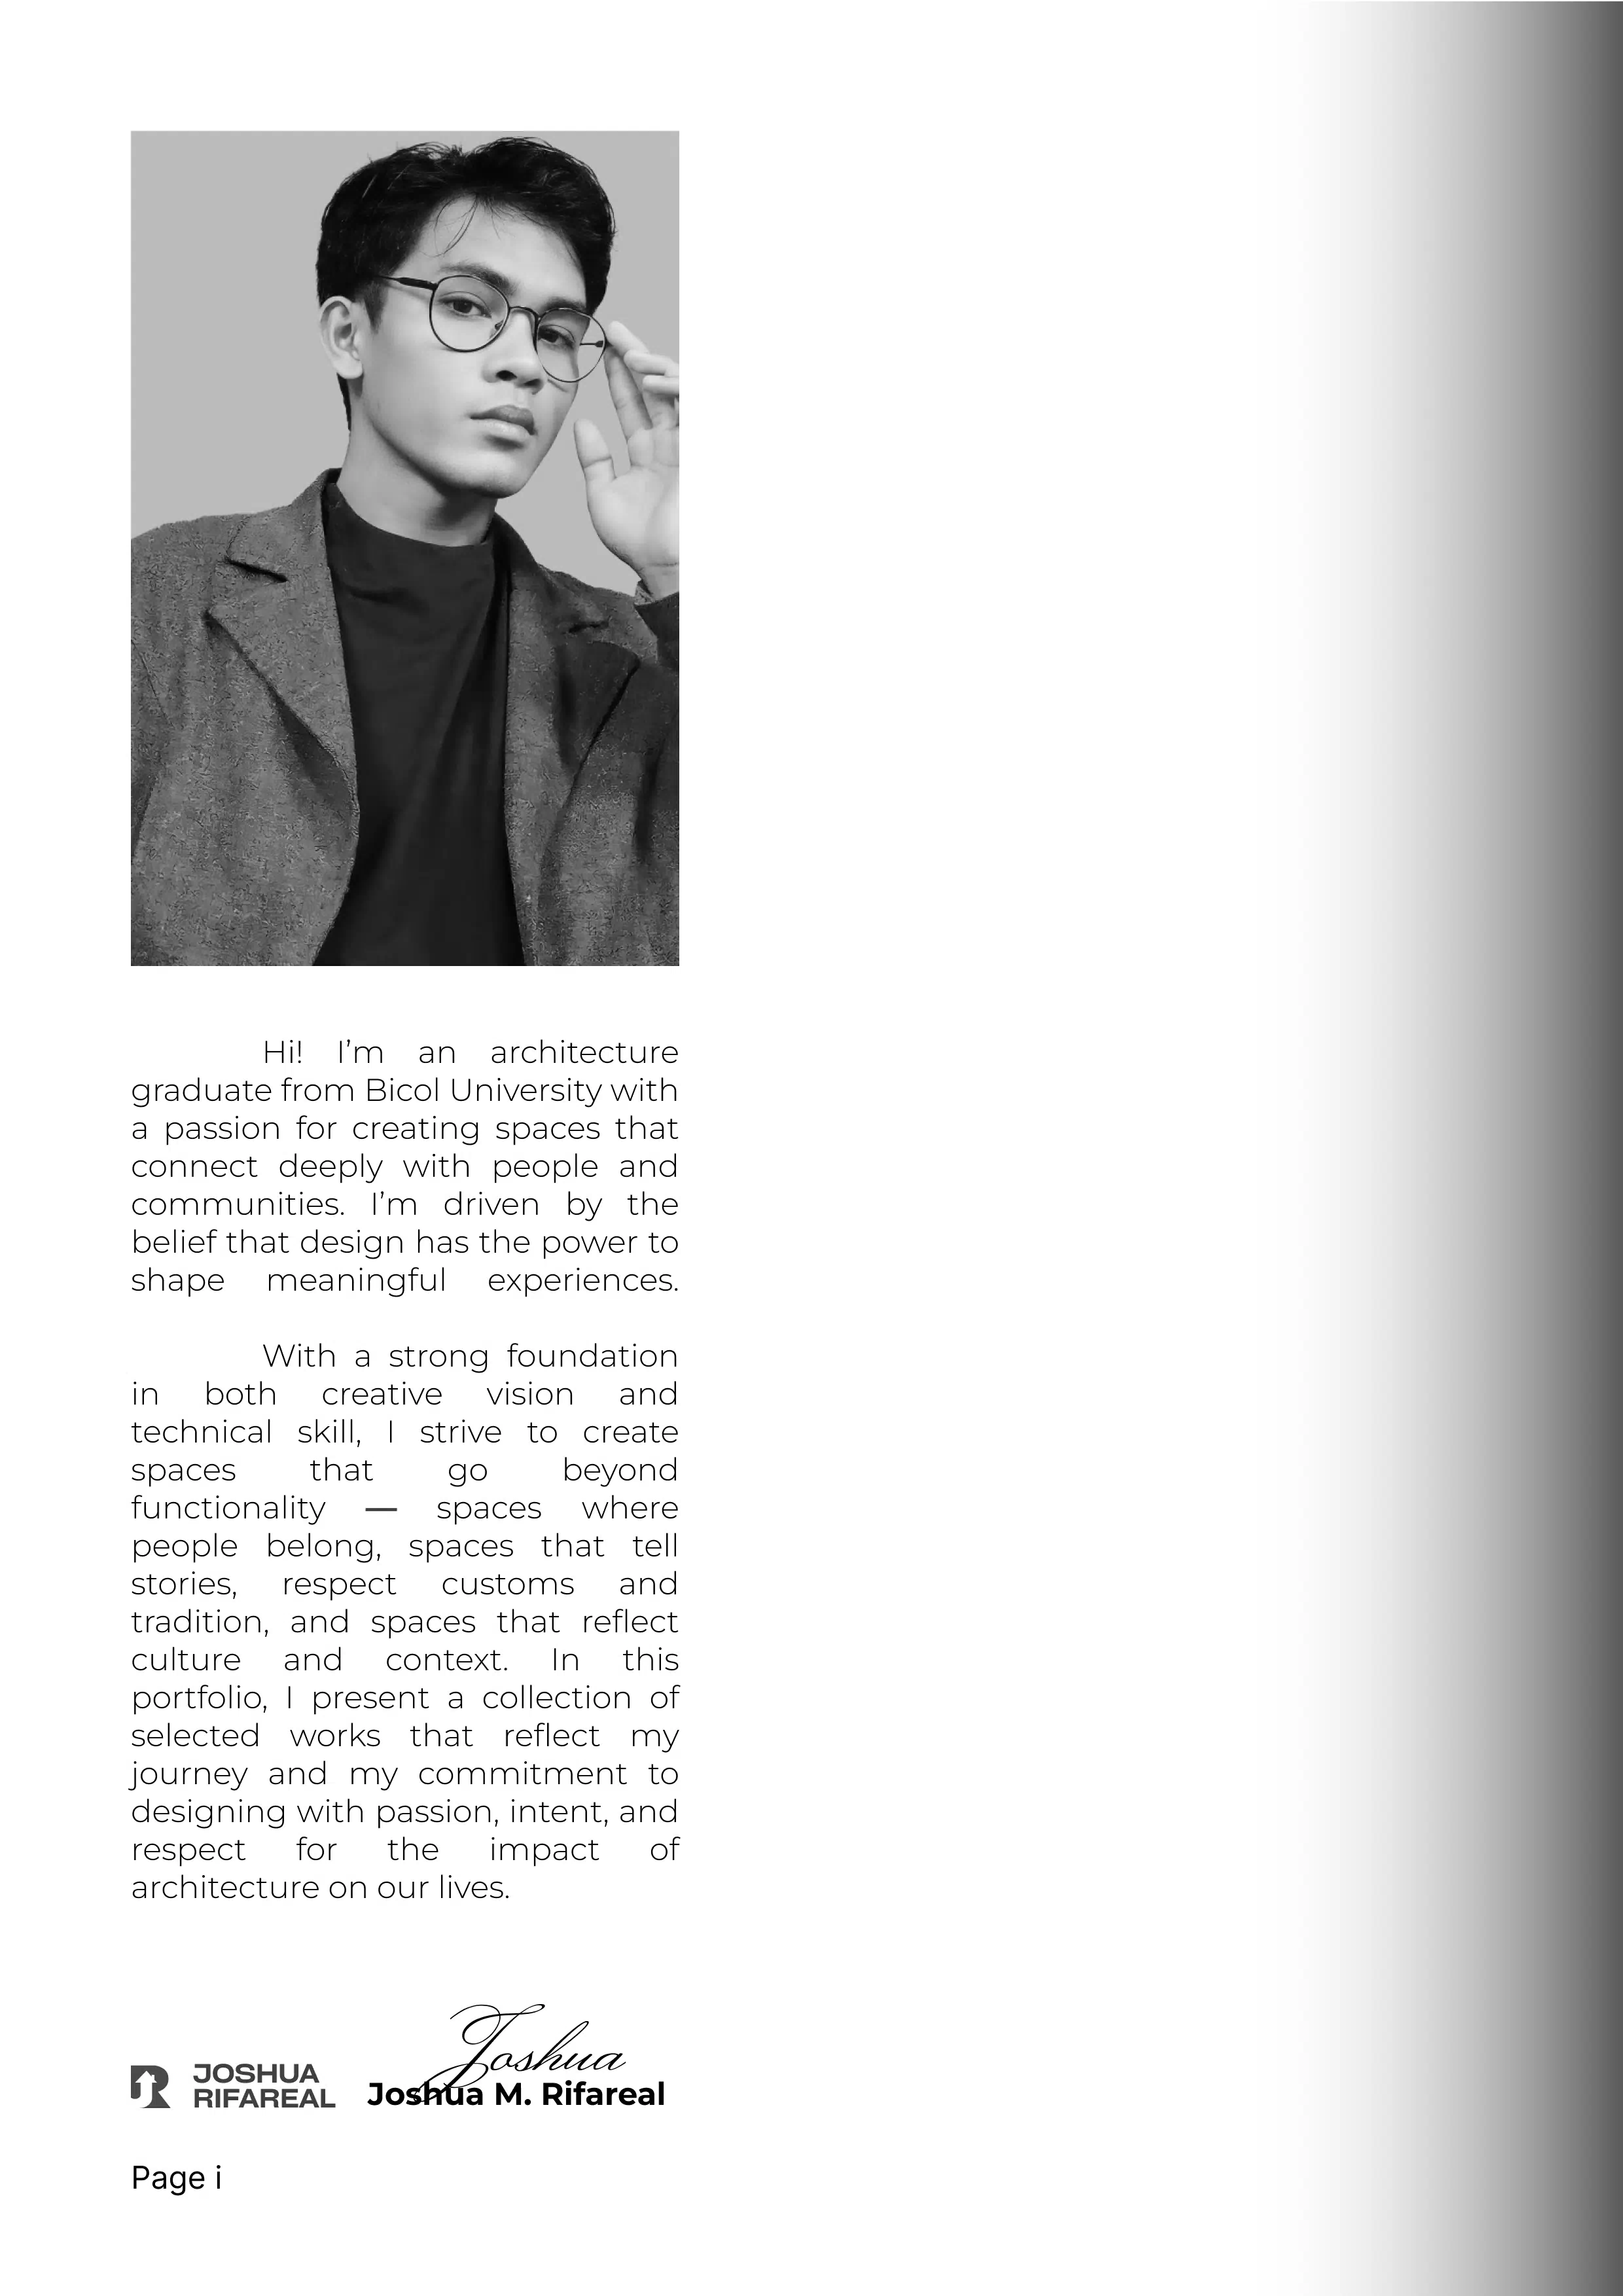 Hi! I’m an architecture
graduate from Bicol University with
a passion for creating spaces that
connect deeply with people and
communities. I’m driven by the
belief that design has the power to
shape meaningful experiences.
With a strong foundation
in both creative vision and
technical skill, I strive to create
spaces that go beyond
functionality — spaces where
people belong, spaces that tell
stories, respect customs and
tradition, and spaces that reflect
culture and context. In this
portfolio, I present a collection of
selected works that reflect my
journey and my commitment to
designing with passion, intent, and
respect for the impact of
architecture on our lives.
JOSHUA
RIFAREAL
Joshua
Joshua M. Rifareal
Page i